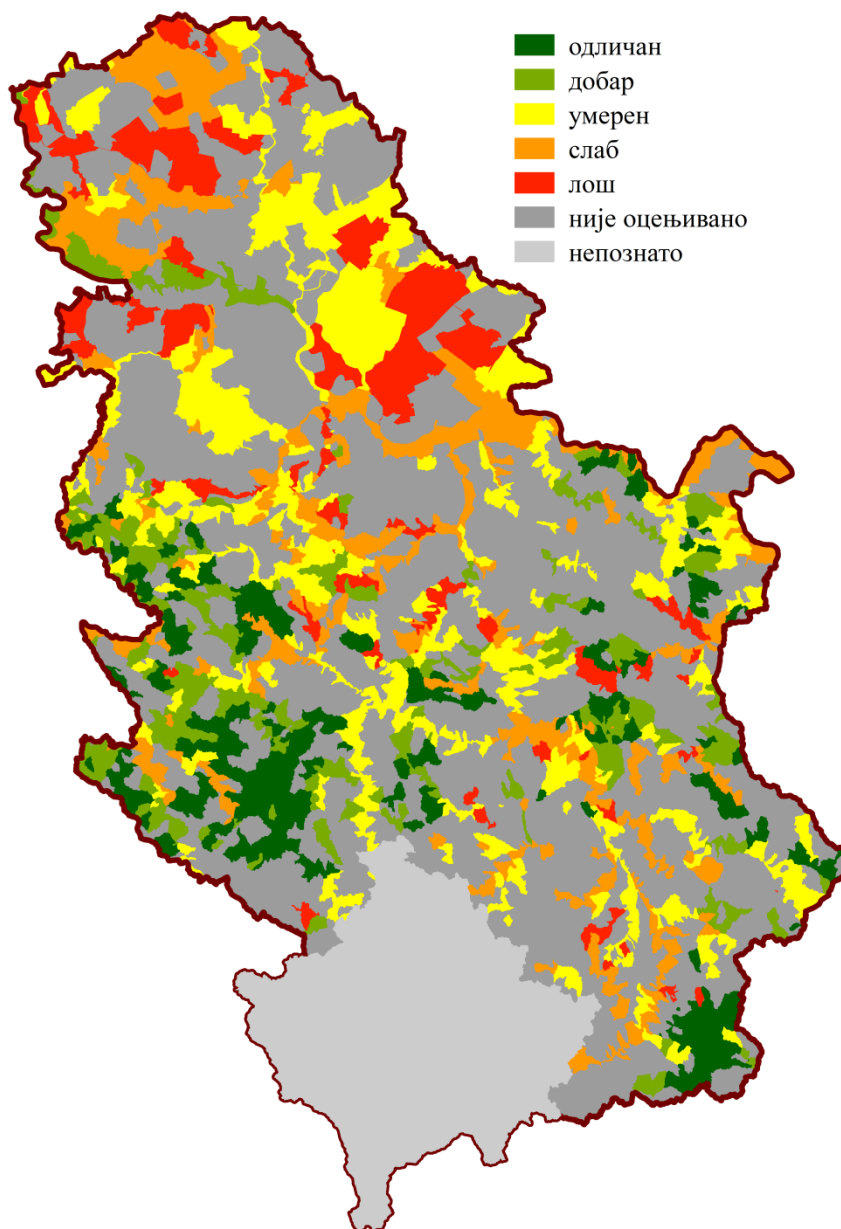 одличан
добар
умерен
слаб
лош
није оцењивано
непознато